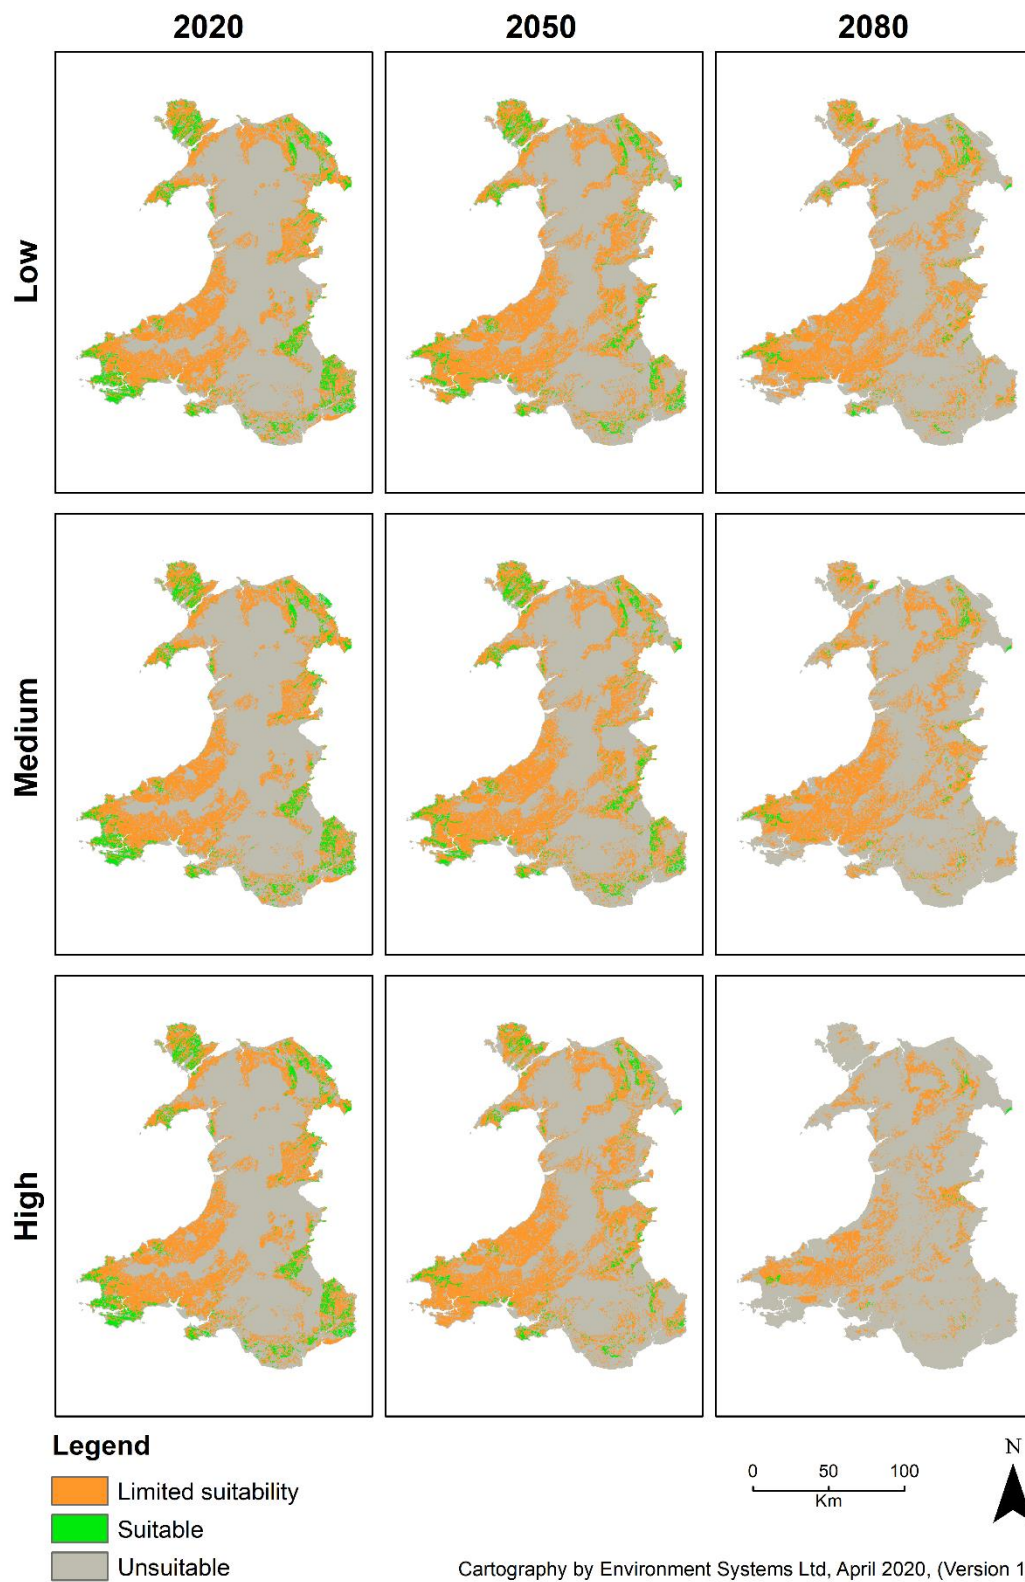 2020 2050 2080
Low
Medium
High
Legend
Limited suitability
Suitable
Unsuitable
N
0 50 100
Km
Cartography by Environment Systems Ltd, April 2020, (Version 1